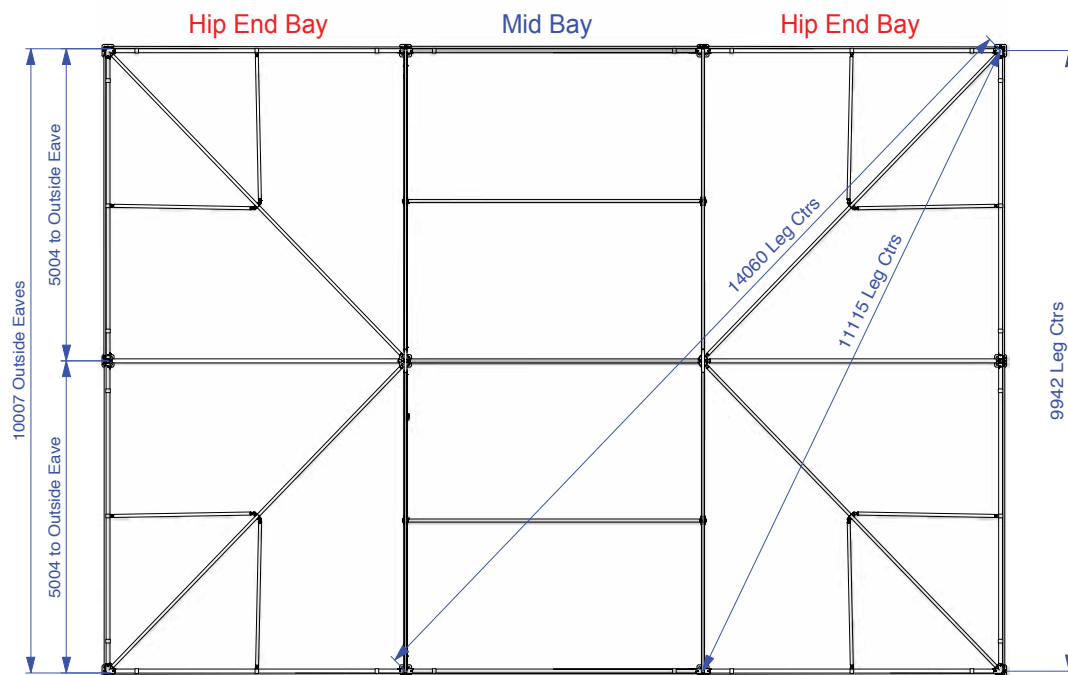 Hip End Bay
Mid Bay
Hip End Bay
10007 Outside Eaves
5004 to Outside Eave
5004 to Outside Eave
14060 Leg Ctrs
11115 Leg Ctrs
9942 Leg Ctrs